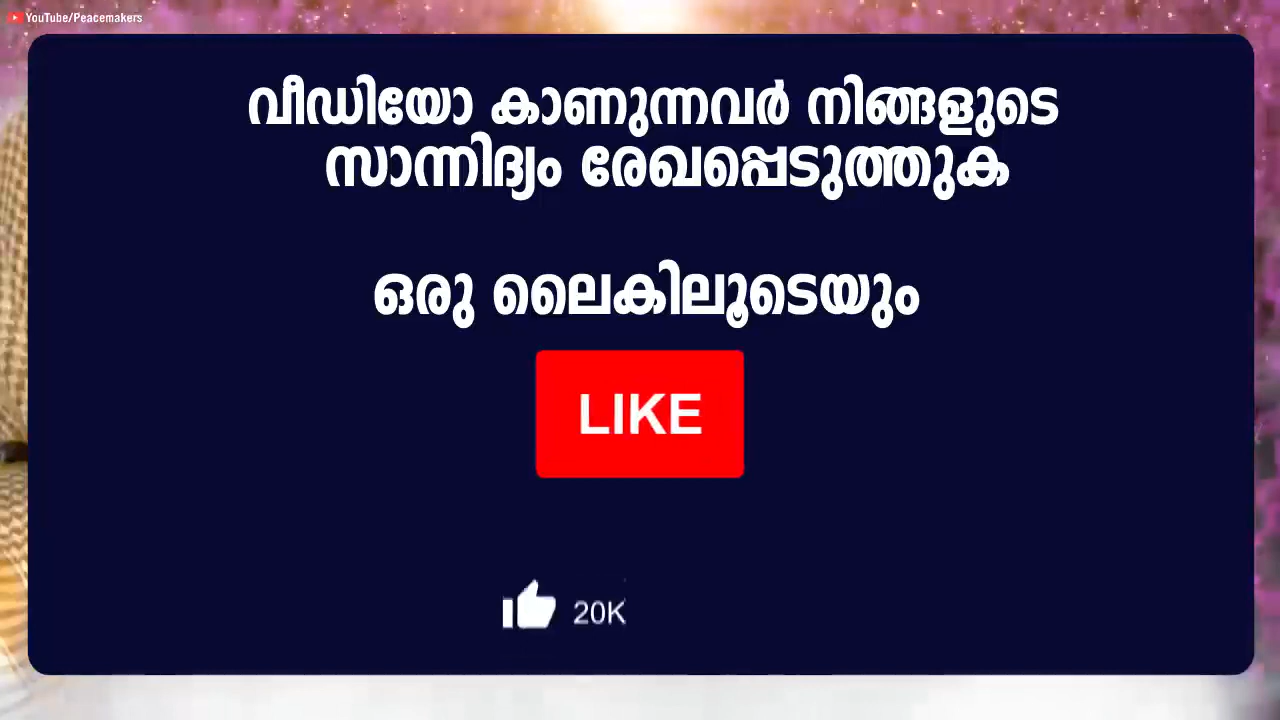 YouTube/Peacemakers
വീഡിയോ കാണുന്നവർ നിങ്ങളുടെ
സാന്നിദ്യം രേഖപ്പെടുത്തുക
ഒരു ലൈകിലൂടെയും
LIKE
20K